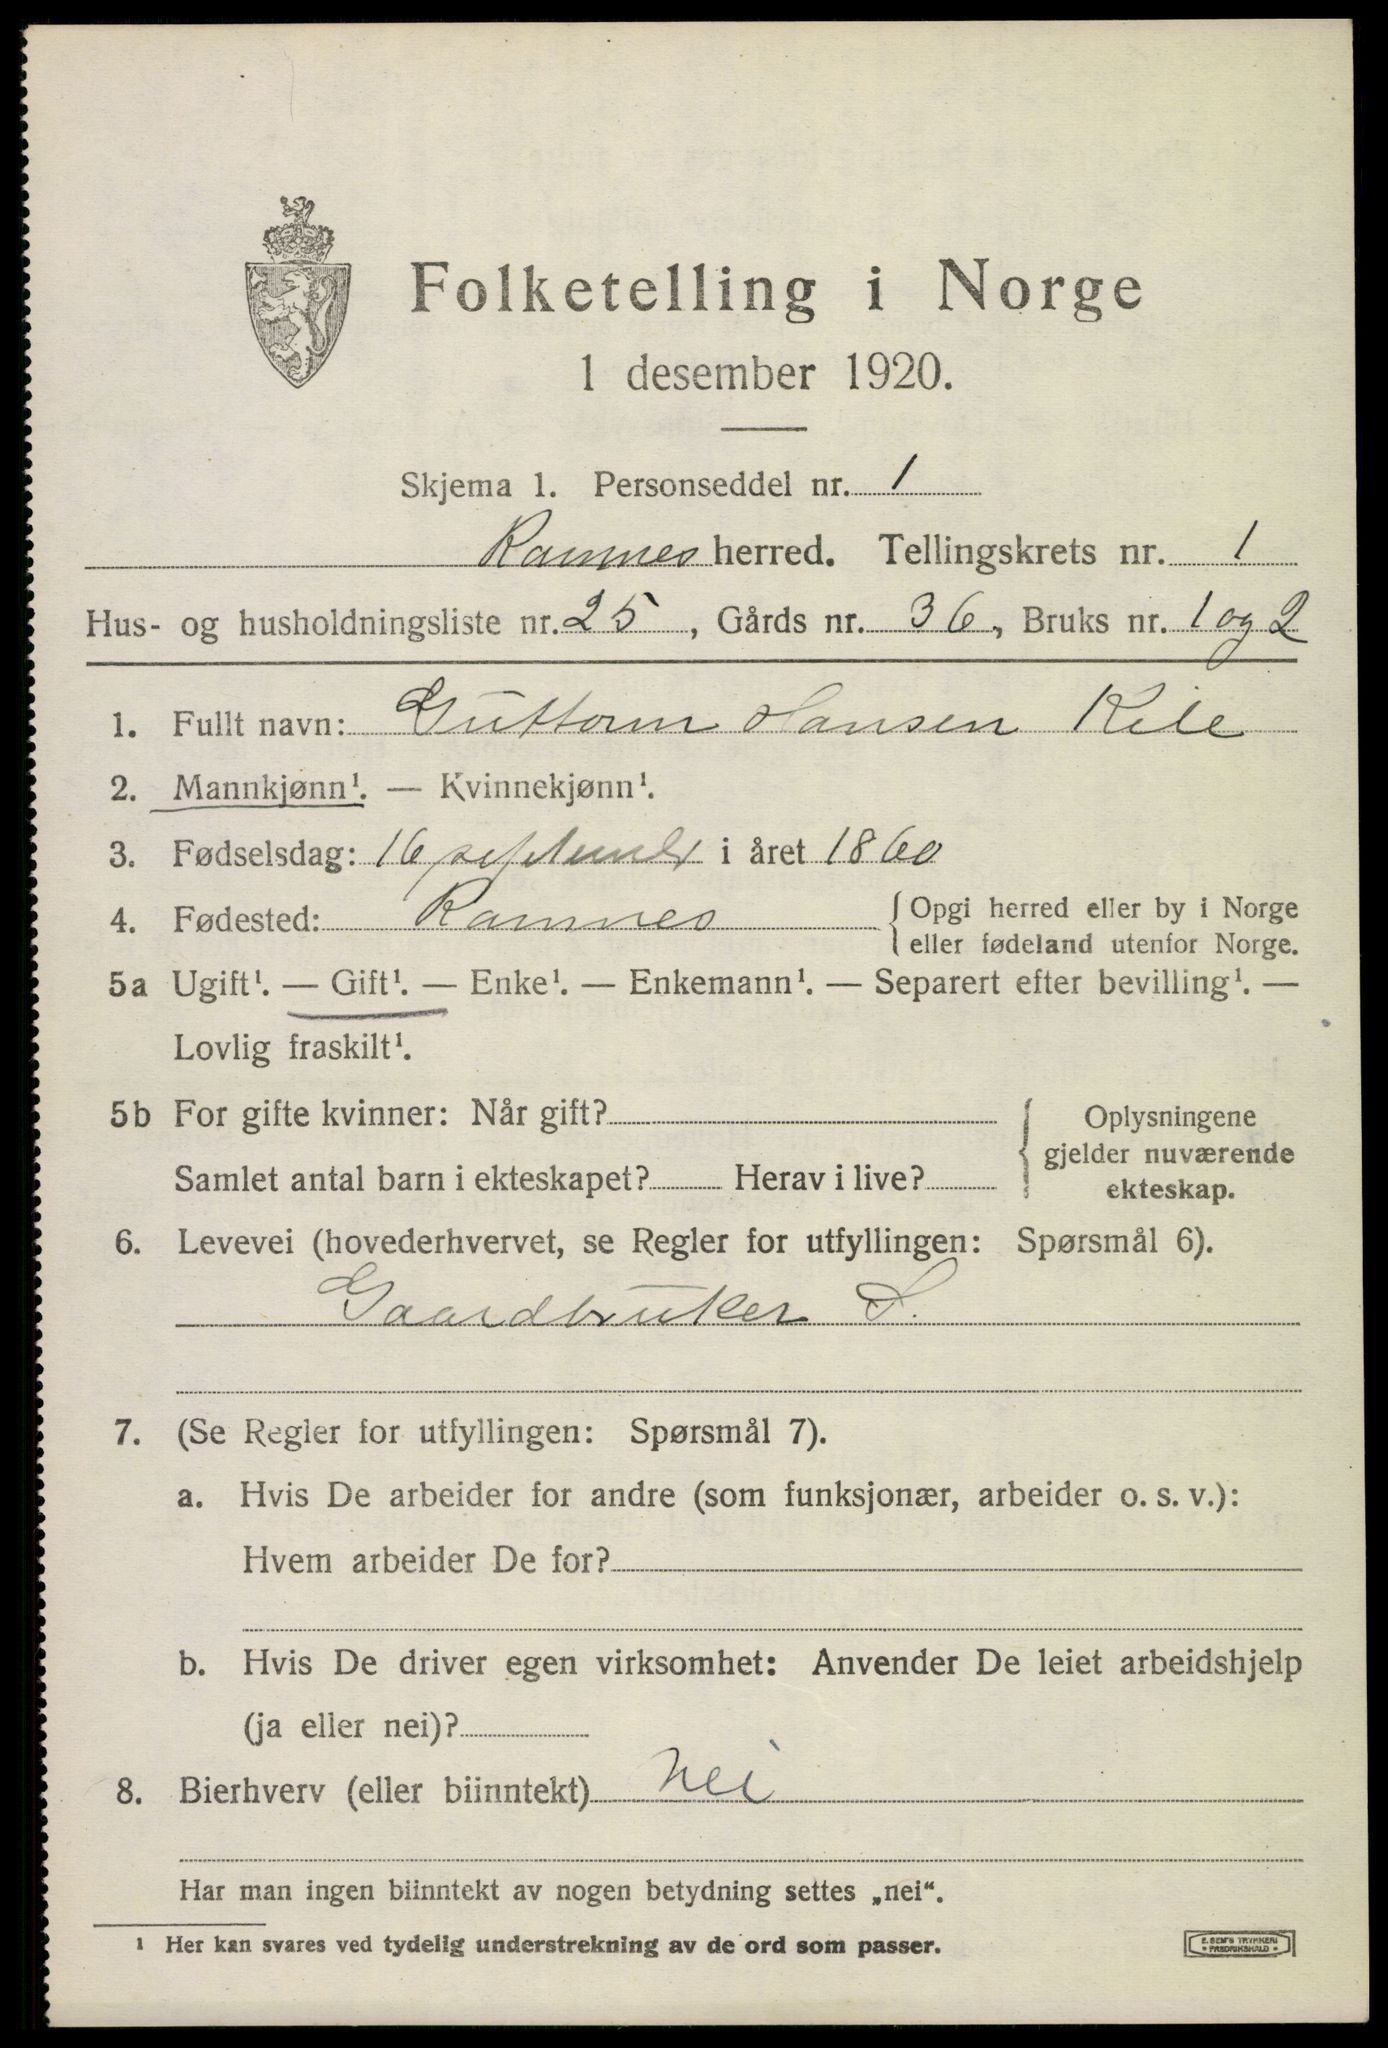 Folketelling i Norge
1 desember 1920.
Skjema 1. Personseddel nr. 1
Ramnes herred. Tellingskrets nr. 1
Hus- og husholdningsliste nr. 25, Gårds nr. 36, Bruks nr. 1 og 2
1. Fullt navn: Guttorm Hansen Kile
2. Mannkjønn¹. — Kvinnekjønn¹.
3. Fødselsdag: 16 september i året 1860
4. Fødested: Ramnes { Opgi herred eller by i Norge
eller fødeland utenfor Norge.
5a Ugift¹. — Gift¹. — Enke¹. — Enkemann¹. — Separert efter bevilling¹. —
Lovlig fraskilt¹.
5b For gifte kvinner: Når gift? { Oplysningene
gjelder nuværende
Samlet antal barn i ekteskapet? Herav i live? ekteskap.
6. Levevei (hovederhvervet, se Regler for utfyllingen: Spørsmål 6).
Gaardbruker S.
7. (Se Regler for utfyllingen: Spørsmål 7).
a. Hvis De arbeider for andre (som funksjonær, arbeider o. s. v.):
Hvem arbeider De for?
b. Hvis De driver egen virksomhet: Anvender De leiet arbeidshjelp
(ja eller nei)?
8. Bierhverv (eller biinntekt) Nei
Har man ingen biinntekt av nogen betydning settes „nei“.
¹ Her kan svares ved tydelig understrekning av de ord som passer.
E. SEM'S TRYKKERI
• FREDRIKSHALD •